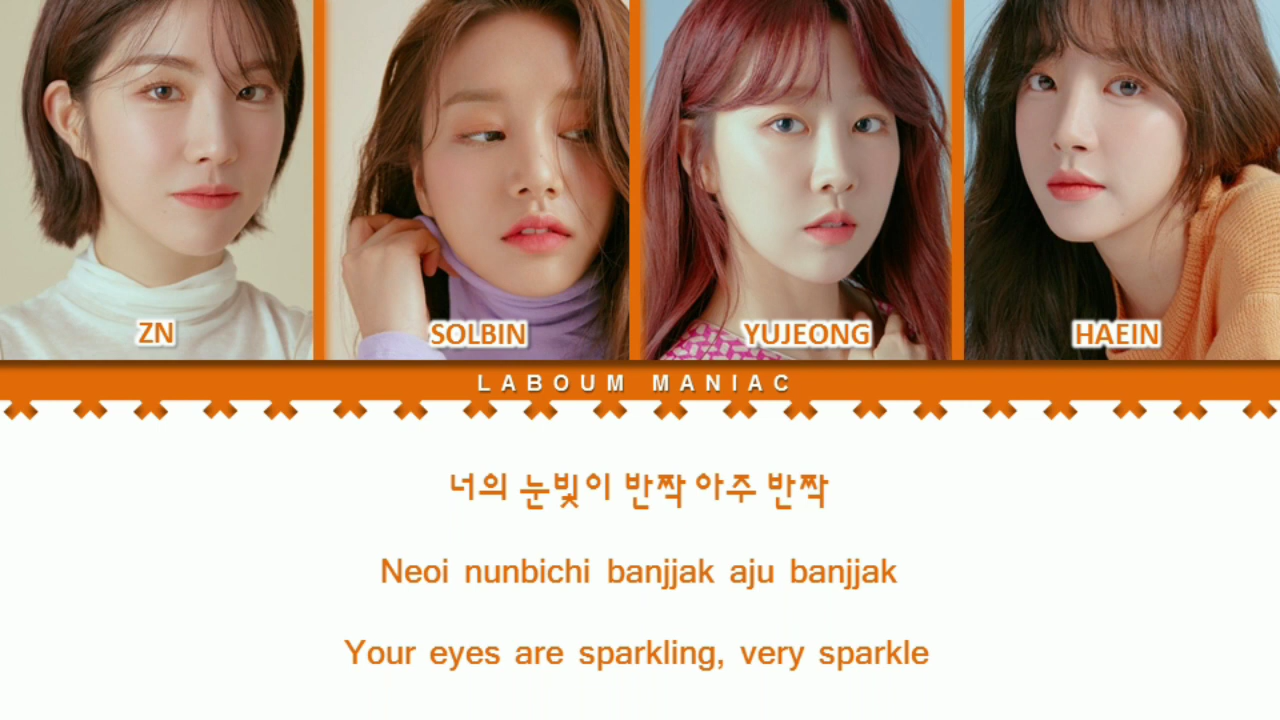 ZN
SOLBIN
YUJEONG
HAEIN
LABOUM MANIAC
너의 눈빛이 반짝 아주 반짝
Neoi nunbichi banjjak aju banjjak
Your eyes are sparkling, very sparkle